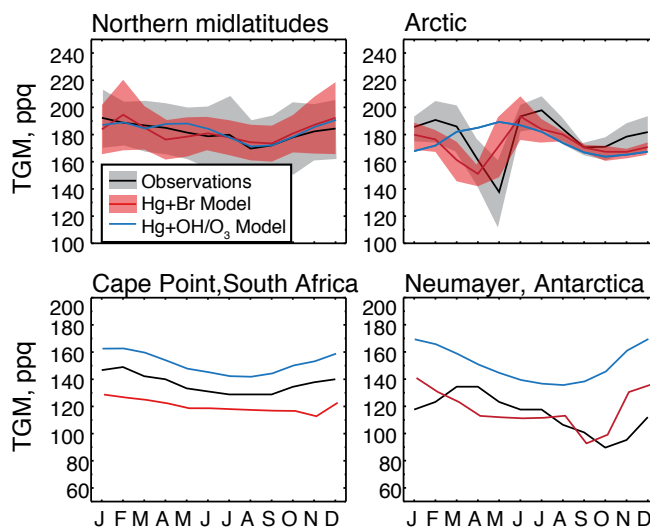 Northern midlatitudes
Arctic
240
220
200
180
160
140
120
100
TGM, ppq
Observations
Hg+Br Model
Hg+OH/O₃ Model
240
220
200
180
160
140
120
100
Cape Point,South Africa
Neumayer, Antarctica
200
180
160
140
120
100
80
60
TGM, ppq
200
180
160
140
120
100
80
60
J F M A M J J A S O N D
J F M A M J J A S O N D